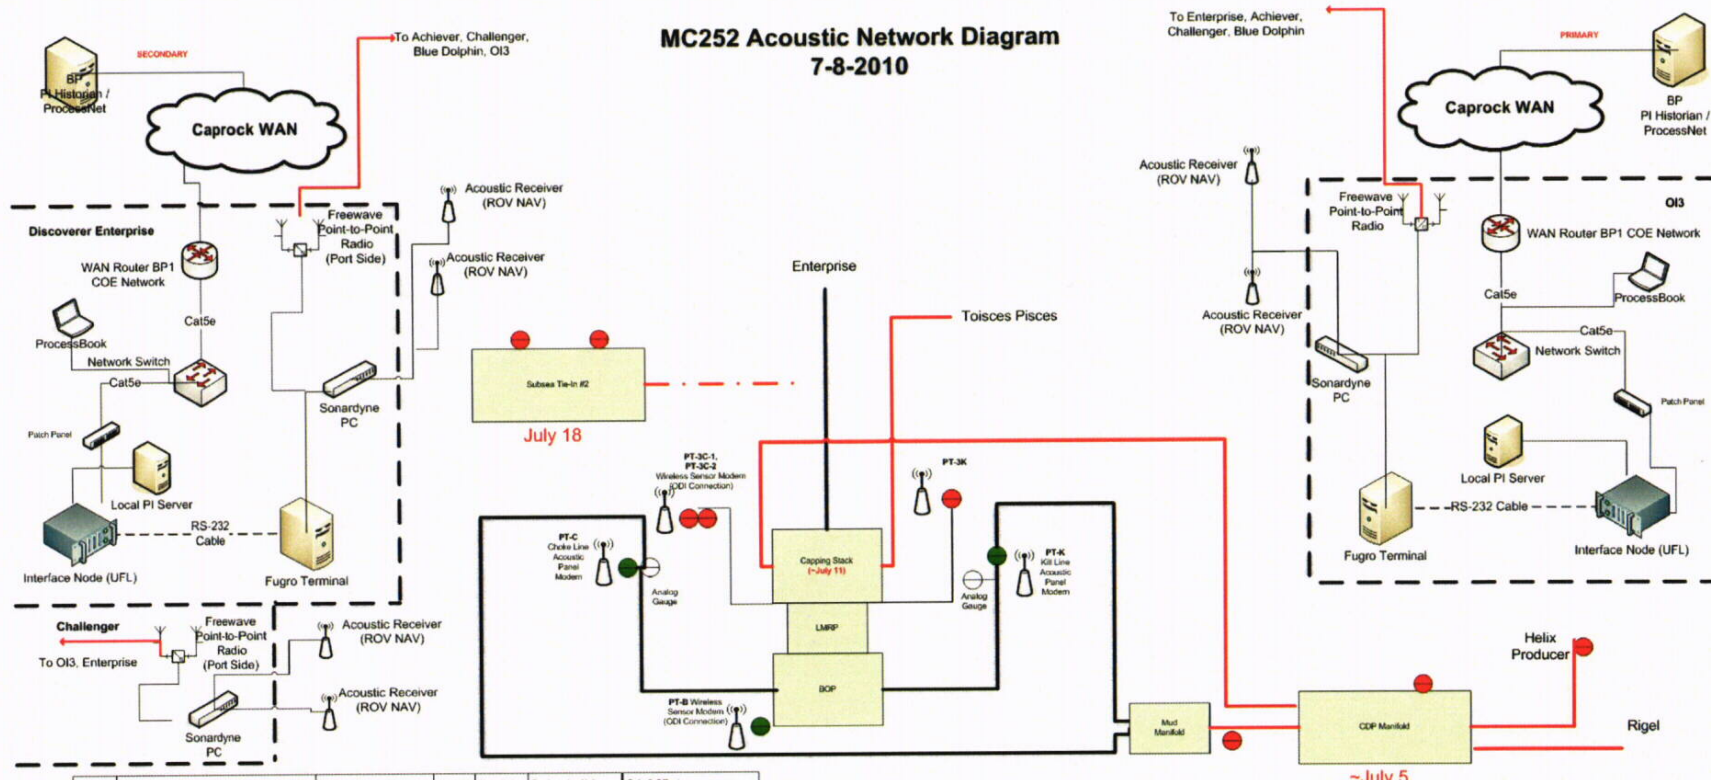 MC252 Acoustic Network Diagram
7-8-2010
SECONDARY
BP
PI Historian /
ProcessNet
Caprock WAN
To Achiever, Challenger,
Blue Dolphin, OI3
Discoverer Enterprise
WAN Router BP1
COE Network
Cat5e
ProcessBook
Network Switch
Cat5e
Patch Panel
Local PI Server
Interface Node (UFL)
RS-232
Cable
Fugro Terminal
Freewave
Point-to-Point
Radio
(Port Side)
Sonardyne
PC
Acoustic Receiver
(ROV NAV)
Acoustic Receiver
(ROV NAV)
Challenger
To OI3, Enterprise
Freewave
Point-to-Point
Radio
(Port Side)
Acoustic Receiver
(ROV NAV)
Acoustic Receiver
(ROV NAV)
Sonardyne
PC
Subsea Tie-In #2
July 18
Enterprise
Toisces Pisces
PT-3C-1,
PT-3C-2
Wireless Sensor Modem
(ODI Connection)
PT-3K
PT-C
Choke Line
Acoustic
Panel
Modem
Analog
Gauge
Capping Stack
(~July 11)
LMRP
BOP
Analog
Gauge
PT-K
Kill Line
Acoustic
Panel
Modem
PT-B Wireless
Sensor Modem
(ODI Connection)
Mud
Manifold
CDP Manifold
~July 5
Helix
Producer
Rigel
To Enterprise, Achiever,
Challenger, Blue Dolphin
PRIMARY
BP
PI Historian /
ProcessNet
Caprock WAN
Acoustic Receiver
(ROV NAV)
Acoustic Receiver
(ROV NAV)
OI3
Freewave
Point-to-Point
Radio
WAN Router BP1 COE Network
Cat5e
ProcessBook
Cat5e
Network Switch
Sonardyne
PC
Patch Panel
Local PI Server
RS-232 Cable
Fugro Terminal
Interface Node (UFL)